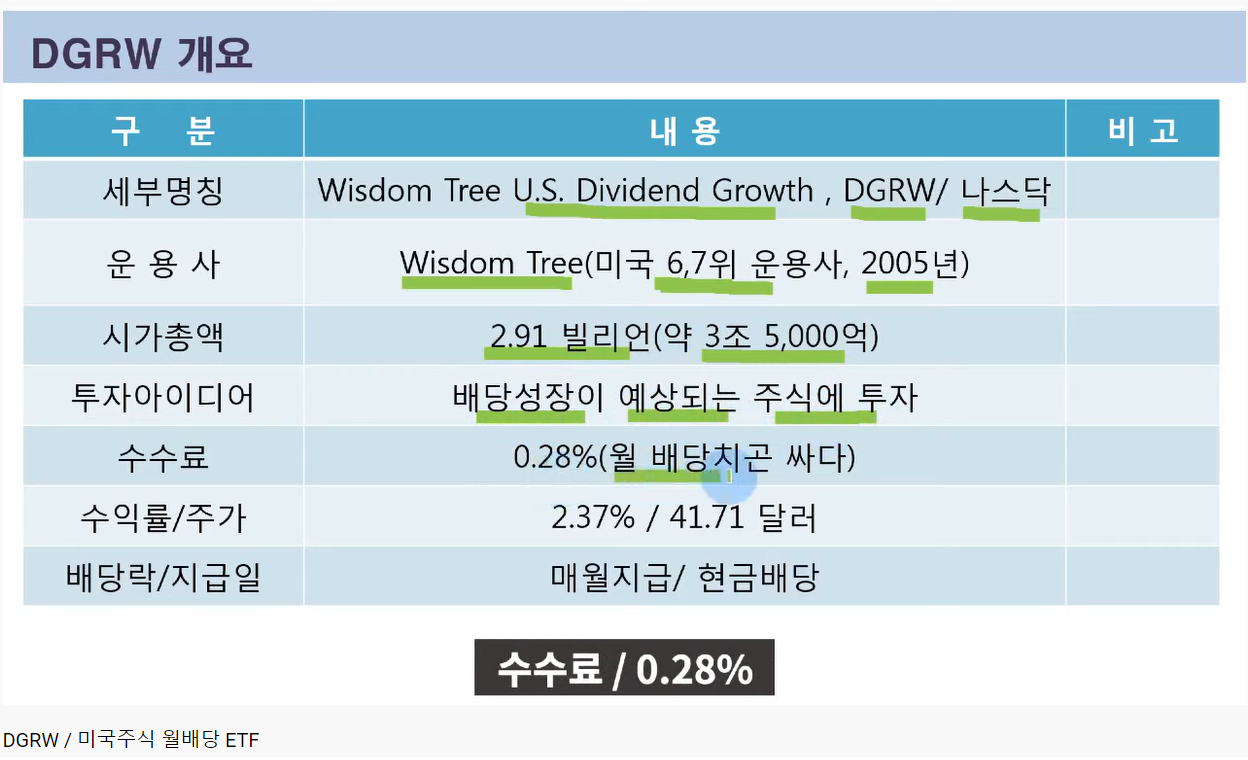 DGRW 개요
구 분 내 용 비 고
세부명칭 Wisdom Tree U.S. Dividend Growth , DGRW/ 나스닥
운 용 사 Wisdom Tree(미국 6,7위 운용사, 2005년)
시가총액 2.91 빌리언(약 3조 5,000억)
투자아이디어 배당성장이 예상되는 주식에 투자
수수료 0.28%(월 배당치곤 싸다)
수익률/주가 2.37% / 41.71 달러
배당락/지급일 매월지급/ 현금배당
수수료 / 0.28%
DGRW / 미국주식 월배당 ETF